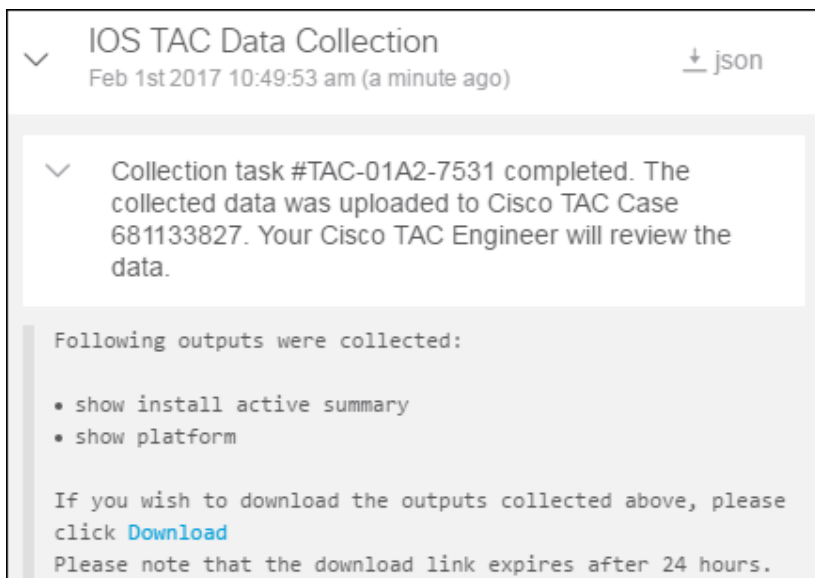 IOS TAC Data Collection
json
Feb 1st 2017 10:49:53 am (a minute ago)
Collection task #TAC-01A2-7531 completed. The
collected data was uploaded to Cisco TAC Case
681133827. Your Cisco TAC Engineer will review the
data.
Following outputs were collected:
• show install active summary
• show platform
If you wish to download the outputs collected above, please
click Download
Please note that the download link expires after 24 hours.